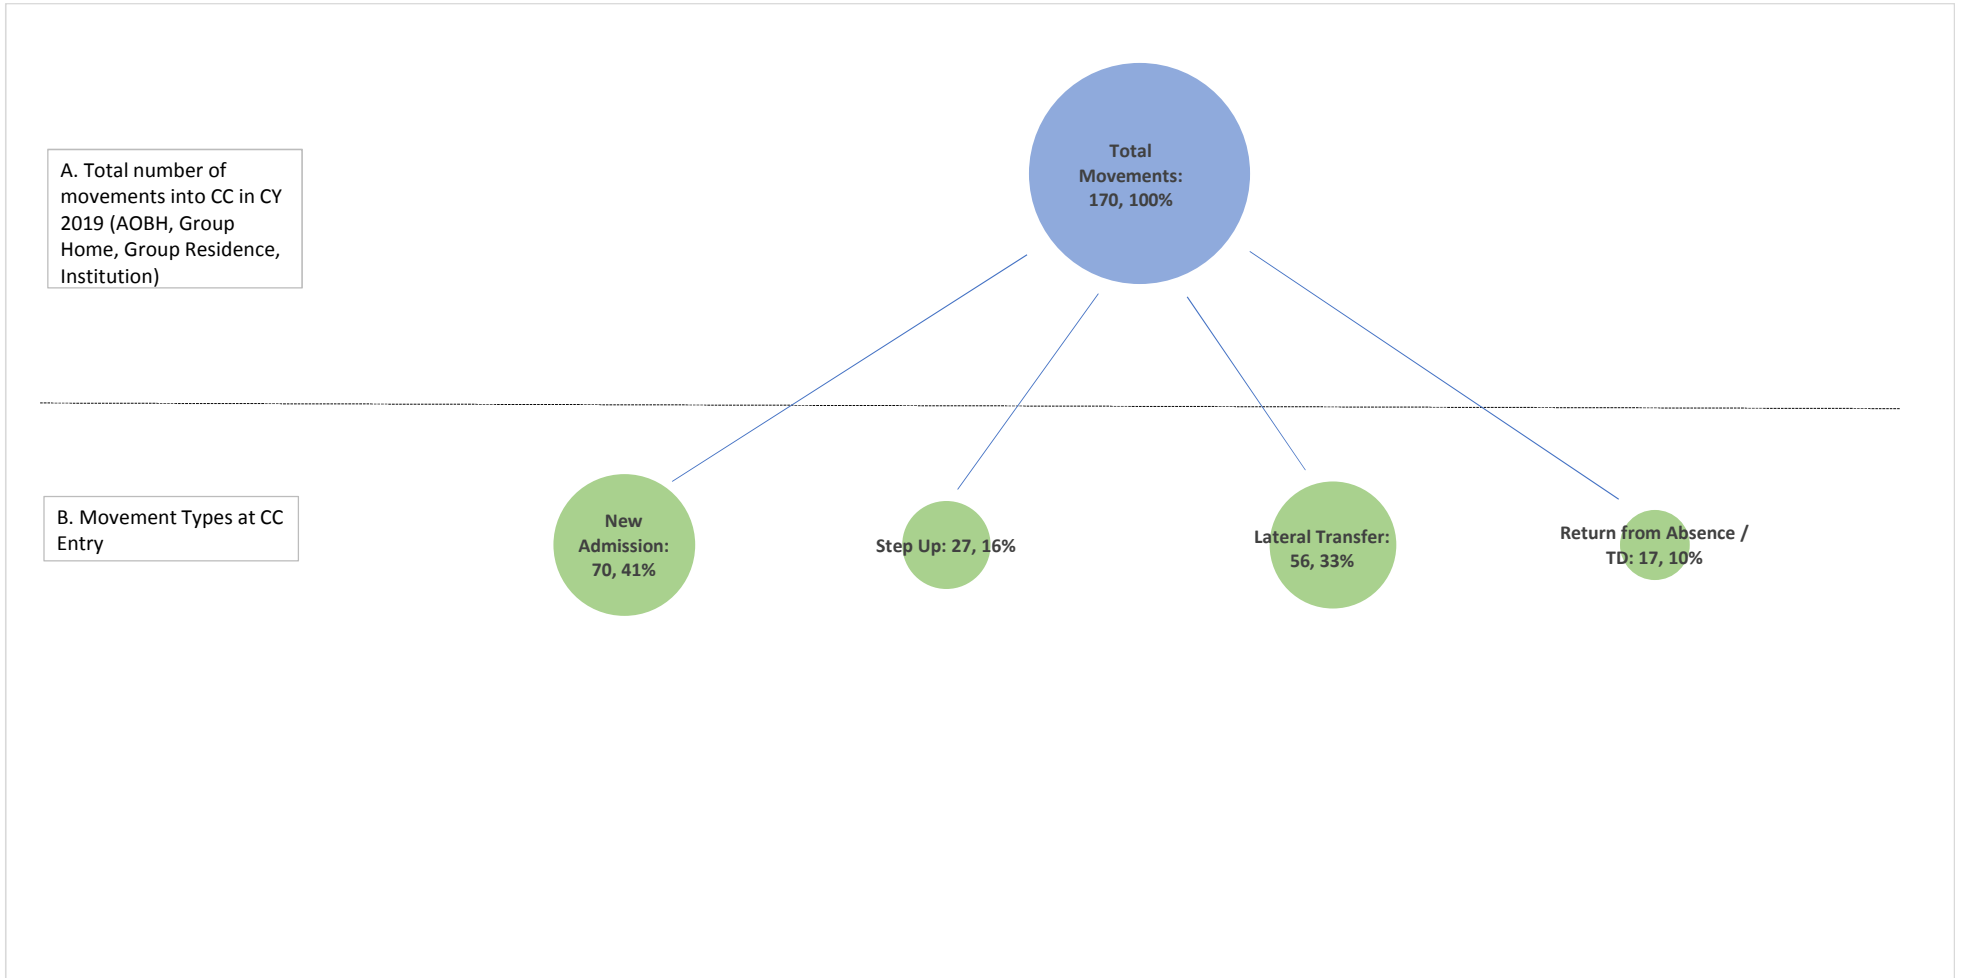 Total
Movements:
170, 100%
A. Total number of
movements into CC in CY
2019 (AOBH, Group
Home, Group Residence,
Institution)
B. Movement Types at CC
Entry
New
Admission:
70, 41%
Step Up: 27, 16%
Lateral Transfer:
56, 33%
Return from Absence /
TD: 17, 10%